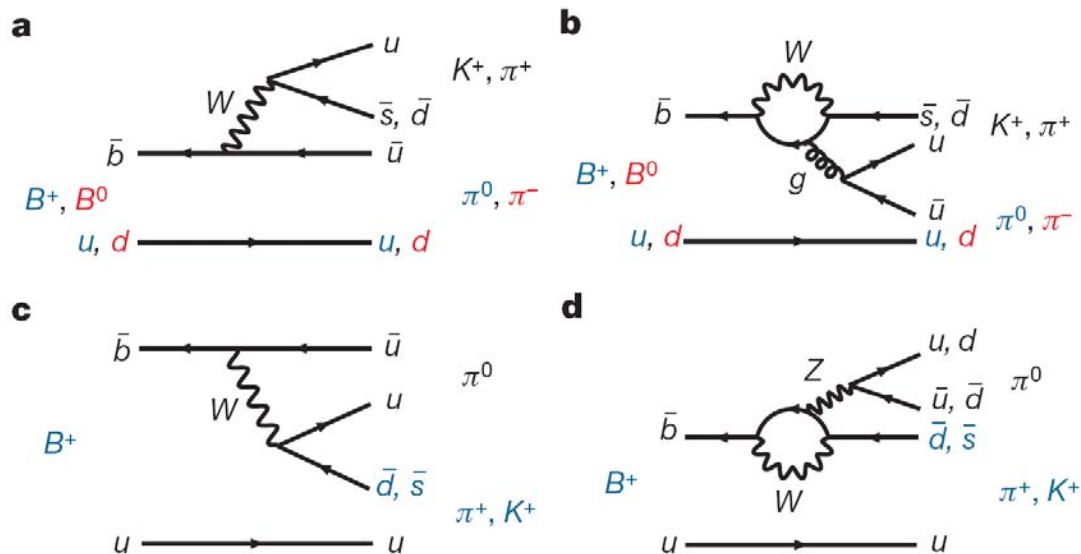 a
u
K⁺, π⁺
W
s̄, d̄
b̄
ū
B⁺, B⁰
π⁰, π⁻
u, d
u, d
b
W
b̄
s̄, d̄
K⁺, π⁺
u
B⁺, B⁰
g
ū
π⁰, π⁻
u, d
u, d
c
b̄
ū
π⁰
W
u
B⁺
d̄, s̄
π⁺, K⁺
u
u
d
u, d
Z
π⁰
ū, d̄
b̄
d̄, s̄
B⁺
W
π⁺, K⁺
u
u